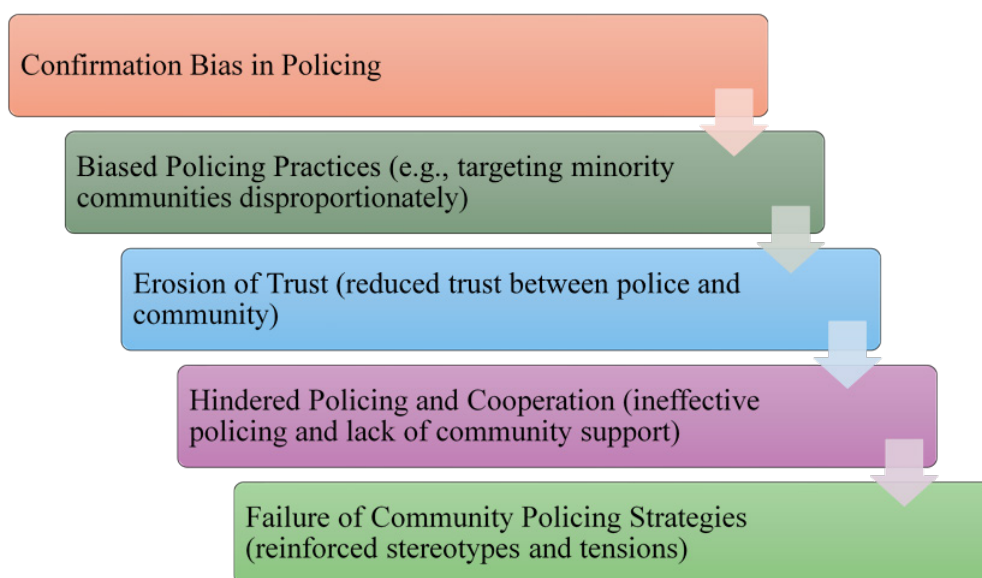 Confirmation Bias in Policing
Biased Policing Practices (e.g., targeting minority
communities disproportionately)
Erosion of Trust (reduced trust between police and
community)
Hindered Policing and Cooperation (ineffective
policing and lack of community support)
Failure of Community Policing Strategies
(reinforced stereotypes and tensions)